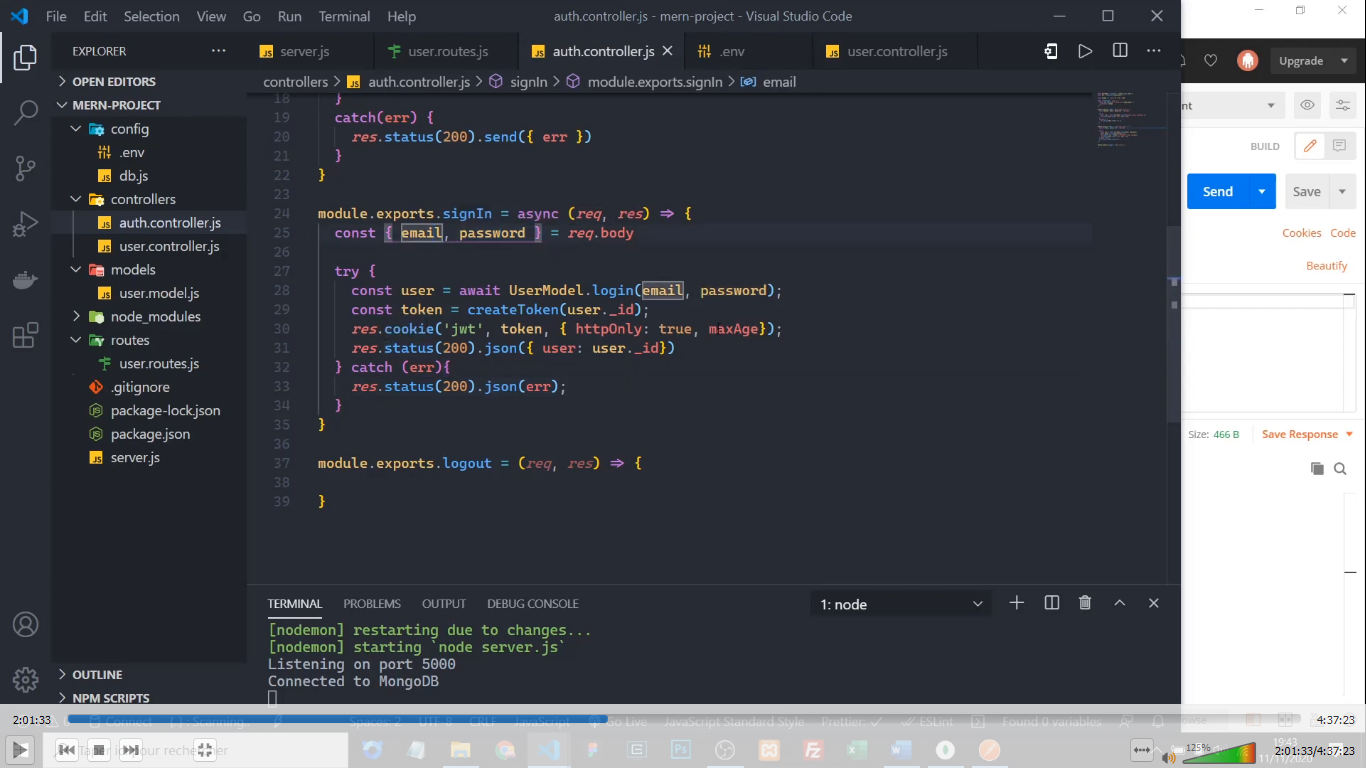 File Edit Selection View Go Run Terminal Help
auth.controller.js - mern-project - Visual Studio Code
EXPLORER
server.js
user.routes.js
auth.controller.js
.env
user.controller.js
OPEN EDITORS
MERN-PROJECT
config
.env
db.js
controllers
auth.controller.js
user.controller.js
models
user.model.js
node_modules
routes
user.routes.js
.gitignore
package-lock.json
package.json
server.js
OUTLINE
NPM SCRIPTS
controllers > auth.controller.js > signIn > module.exports.signIn > email
18 }
19 catch(err) {
20 res.status(200).send({ err })
21 }
22 }
23
24 module.exports.signIn = async (req, res) => {
25 const { email, password } = req.body
26
27 try {
28 const user = await UserModel.login(email, password);
29 const token = createToken(user._id);
30 res.cookie('jwt', token, { httpOnly: true, maxAge});
31 res.status(200).json({ user: user._id})
32 } catch (err){
33 res.status(200).json(err);
34 }
35 }
36
37 module.exports.logout = (req, res) => {
38
39 }
TERMINAL PROBLEMS OUTPUT DEBUG CONSOLE
1: node
[nodemon] restarting due to changes...
[nodemon] starting `node server.js`
Listening on port 5000
Connected to MongoDB
Upgrade
nt
BUILD
Send
Save
Cookies Code
Beautify
Size: 466 B Save Response
2:01:33
Connect
Scanning..
Spaces: 2 UTF-8 CRLF JavaScript Go Live JavaScript Standard Style Prettier: ✓ ESLint Found 0 variables
4:37:23
19:43
11/11/2020
125%
2:01:33/4:37:23